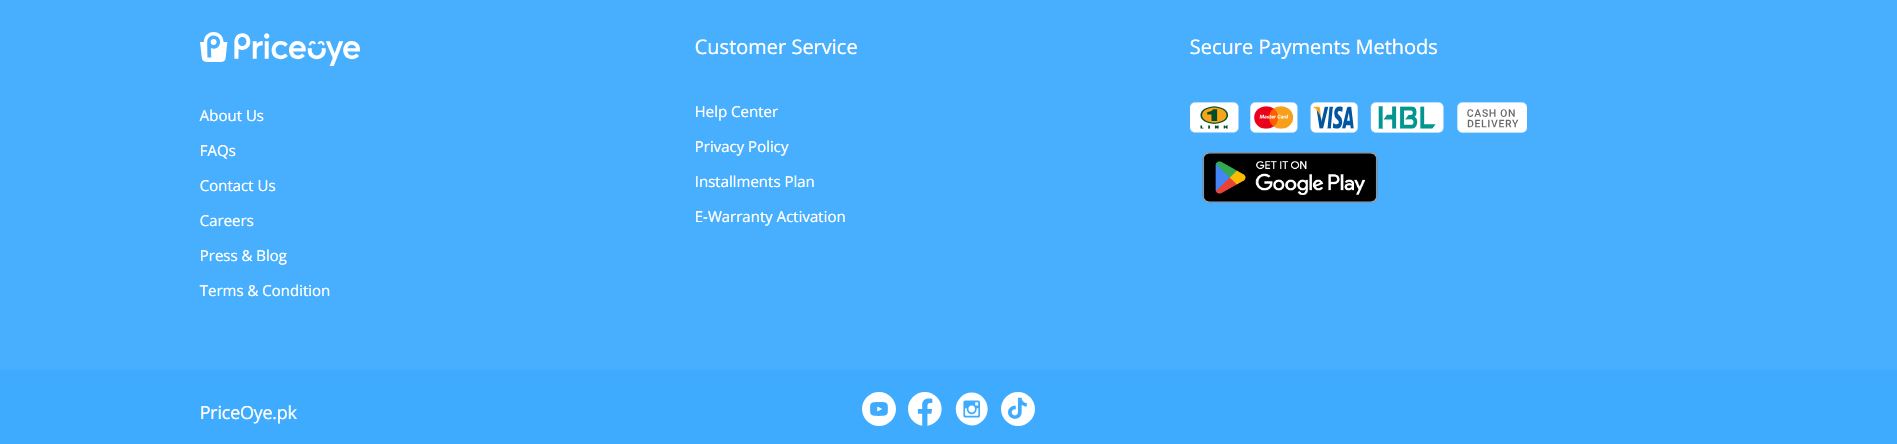 Priceoye
About Us
FAQs
Contact Us
Careers
Press & Blog
Terms & Condition
Customer Service
Help Center
Privacy Policy
Installments Plan
E-Warranty Activation
Secure Payments Methods
1 LINK
MasterCard
VISA
HBL
CASH ON
DELIVERY
GET IT ON
Google Play
PriceOye.pk